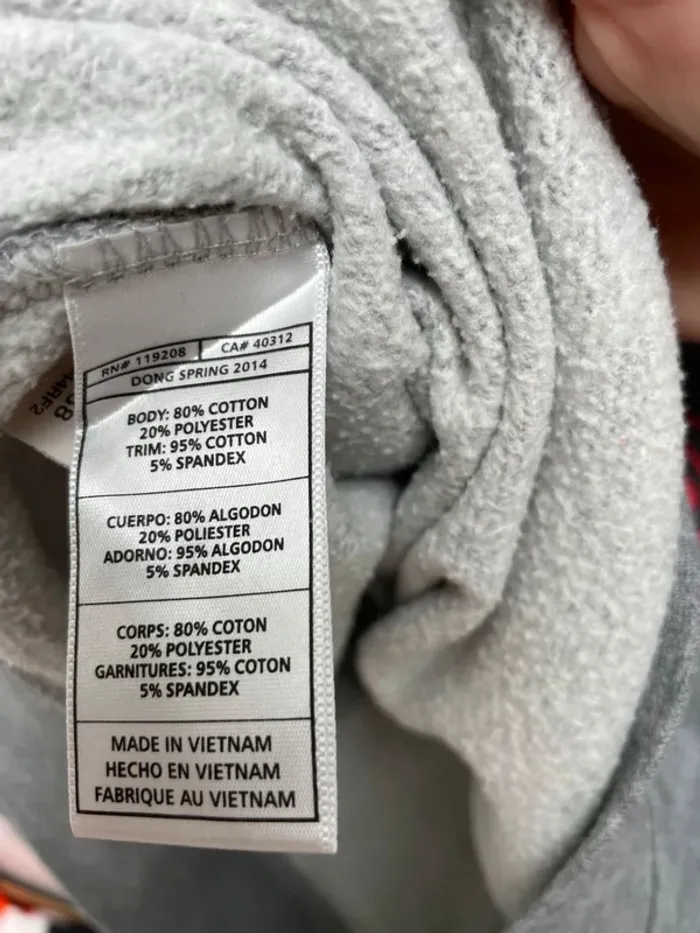 RN# 119208 CA# 40312
DONG SPRING 2014
BODY: 80% COTTON
20% POLYESTER
TRIM: 95% COTTON
5% SPANDEX
CUERPO: 80% ALGODON
20% POLIESTER
ADORNO: 95% ALGODON
5% SPANDEX
CORPS: 80% COTON
20% POLYESTER
GARNITURES: 95% COTON
5% SPANDEX
MADE IN VIETNAM
HECHO EN VIETNAM
FABRIQUE AU VIETNAM